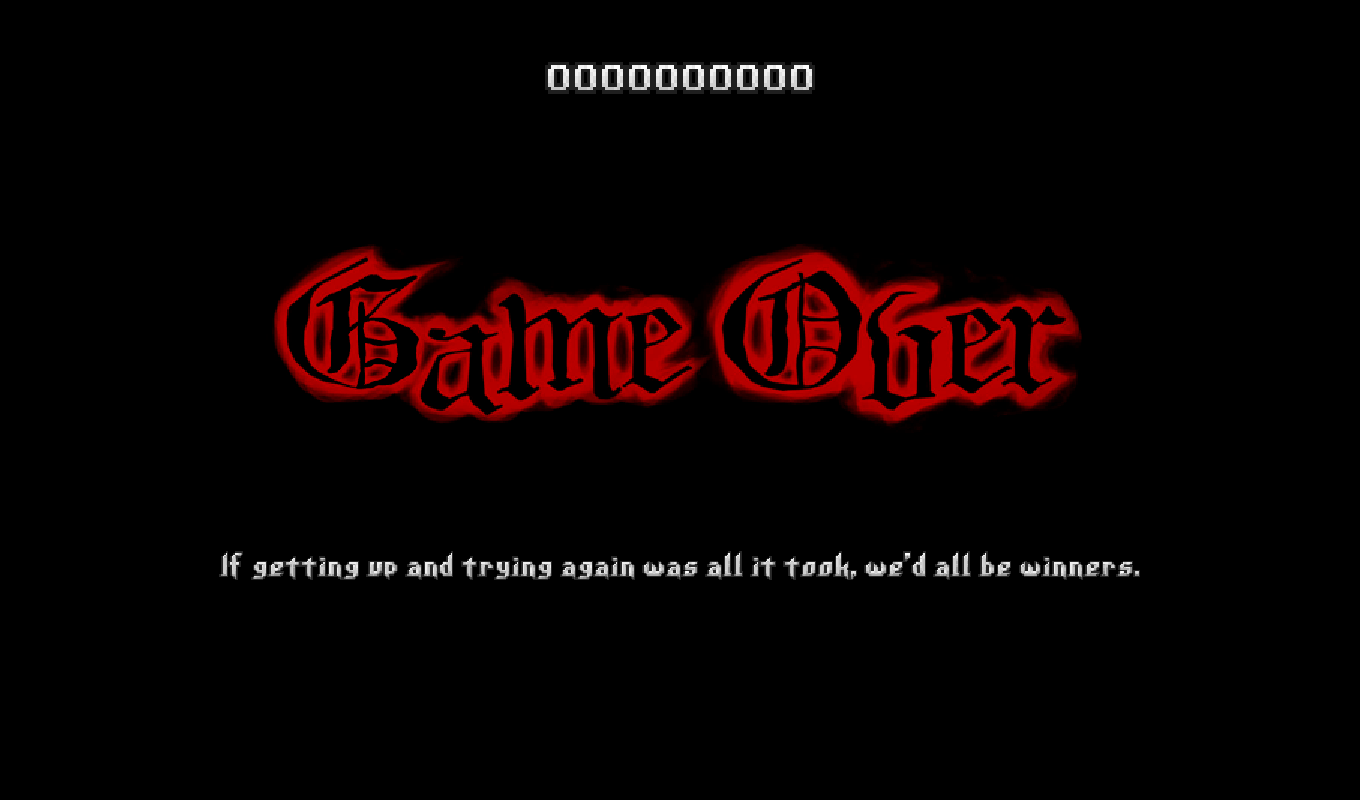 0000000000
Game Over
If getting up and trying again was all it took, we'd all be winners.